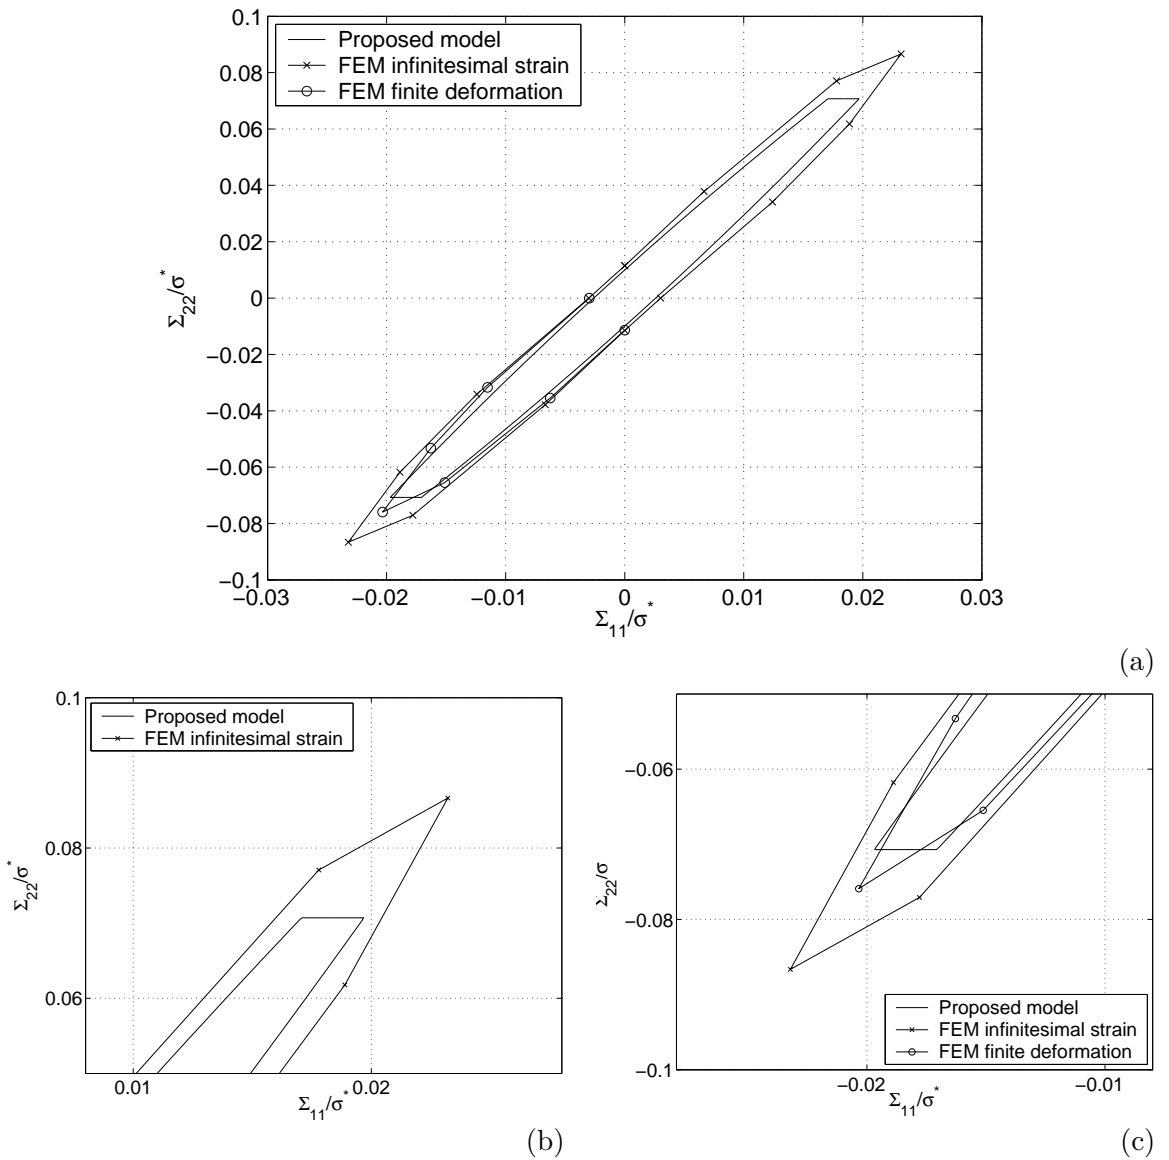 0.1
Proposed model
FEM infinitesimal strain
FEM finite deformation
0.08
0.06
0.04
0.02
0
−0.02
−0.04
−0.06
−0.08
−0.1
Σ22/σ*
−0.03 −0.02 −0.01 0 0.01 0.02 0.03
Σ11/σ*
(a)
0.1
Proposed model
FEM infinitesimal strain
0.08
0.06
Σ22/σ*
0.01 0.02
Σ11/σ*
(b)
−0.06
−0.08
−0.1
Σ22/σ
Proposed model
FEM infinitesimal strain
FEM finite deformation
−0.02 −0.01
Σ11/σ*
(c)